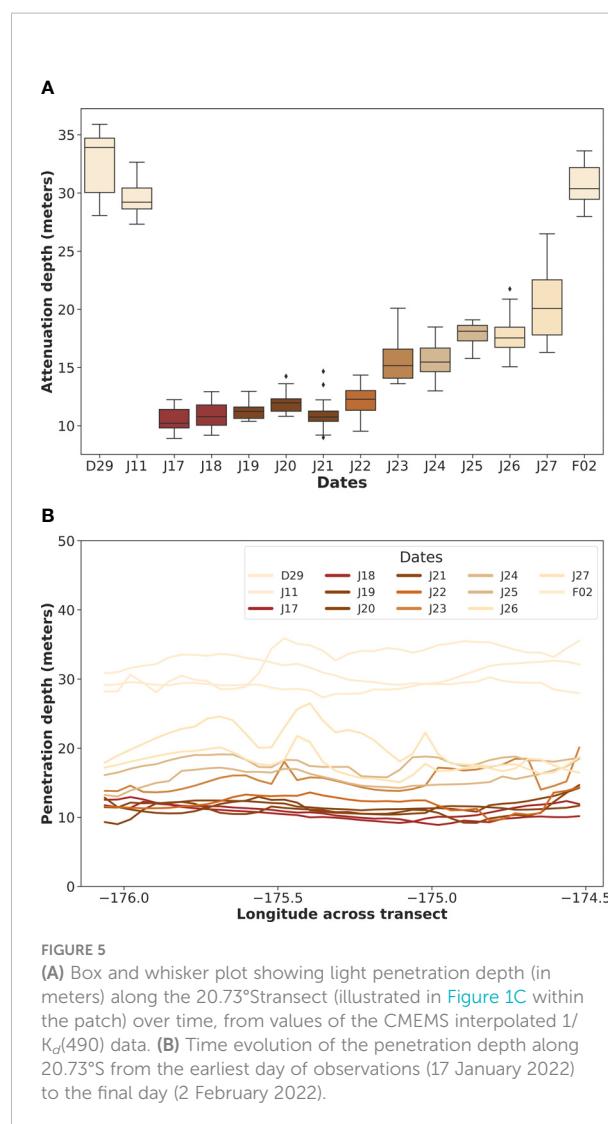 A
Attenuation depth (meters)
35
30
25
20
15
10
D29 J11 J17 J18 J19 J20 J21 J22 J23 J24 J25 J26 J27 F02
Dates
B
Penetration depth (meters)
50
40
30
20
10
0
Dates
D29 J18 J21 J24 J27
J11 J19 J22 J25 F02
J17 J20 J23 J26
−176.0 −175.5 −175.0 −174.5
Longitude across transect
FIGURE 5
(A) Box and whisker plot showing light penetration depth (in
meters) along the 20.73°Stransect (illustrated in Figure 1C within
the patch) over time, from values of the CMEMS interpolated 1/
Kd(490) data. (B) Time evolution of the penetration depth along
20.73°S from the earliest day of observations (17 January 2022)
to the final day (2 February 2022).